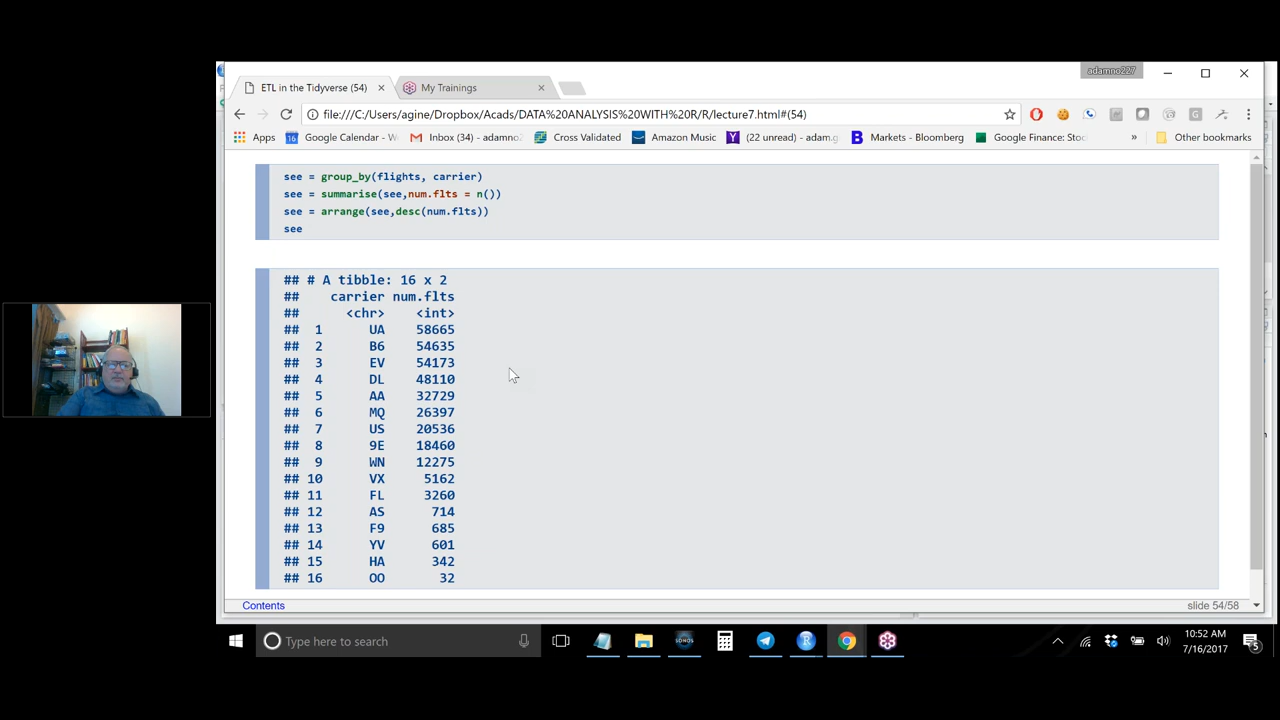 adamno227
ETL in the Tidyverse (54)
My Trainings
file:///C:/Users/agine/Dropbox/Acads/DATA%20ANALYSIS%20WITH%20R/R/lecture7.html#(54)
Apps
Google Calendar - W
Inbox (34) - adamno
Cross Validated
Amazon Music
(22 unread) - adam.g
Markets - Bloomberg
Google Finance: Stoc
»
Other bookmarks
see = group_by(flights, carrier)
see = summarise(see,num.flts = n())
see = arrange(see,desc(num.flts))
see
## # A tibble: 16 x 2
## carrier num.flts
## <chr> <int>
## 1 UA 58665
## 2 B6 54635
## 3 EV 54173
## 4 DL 48110
## 5 AA 32729
## 6 MQ 26397
## 7 US 20536
## 8 9E 18460
## 9 WN 12275
## 10 VX 5162
## 11 FL 3260
## 12 AS 714
## 13 F9 685
## 14 YV 601
## 15 HA 342
## 16 OO 32
Contents
slide 54/58
Type here to search
SONOS
R
10:52 AM
7/16/2017
5